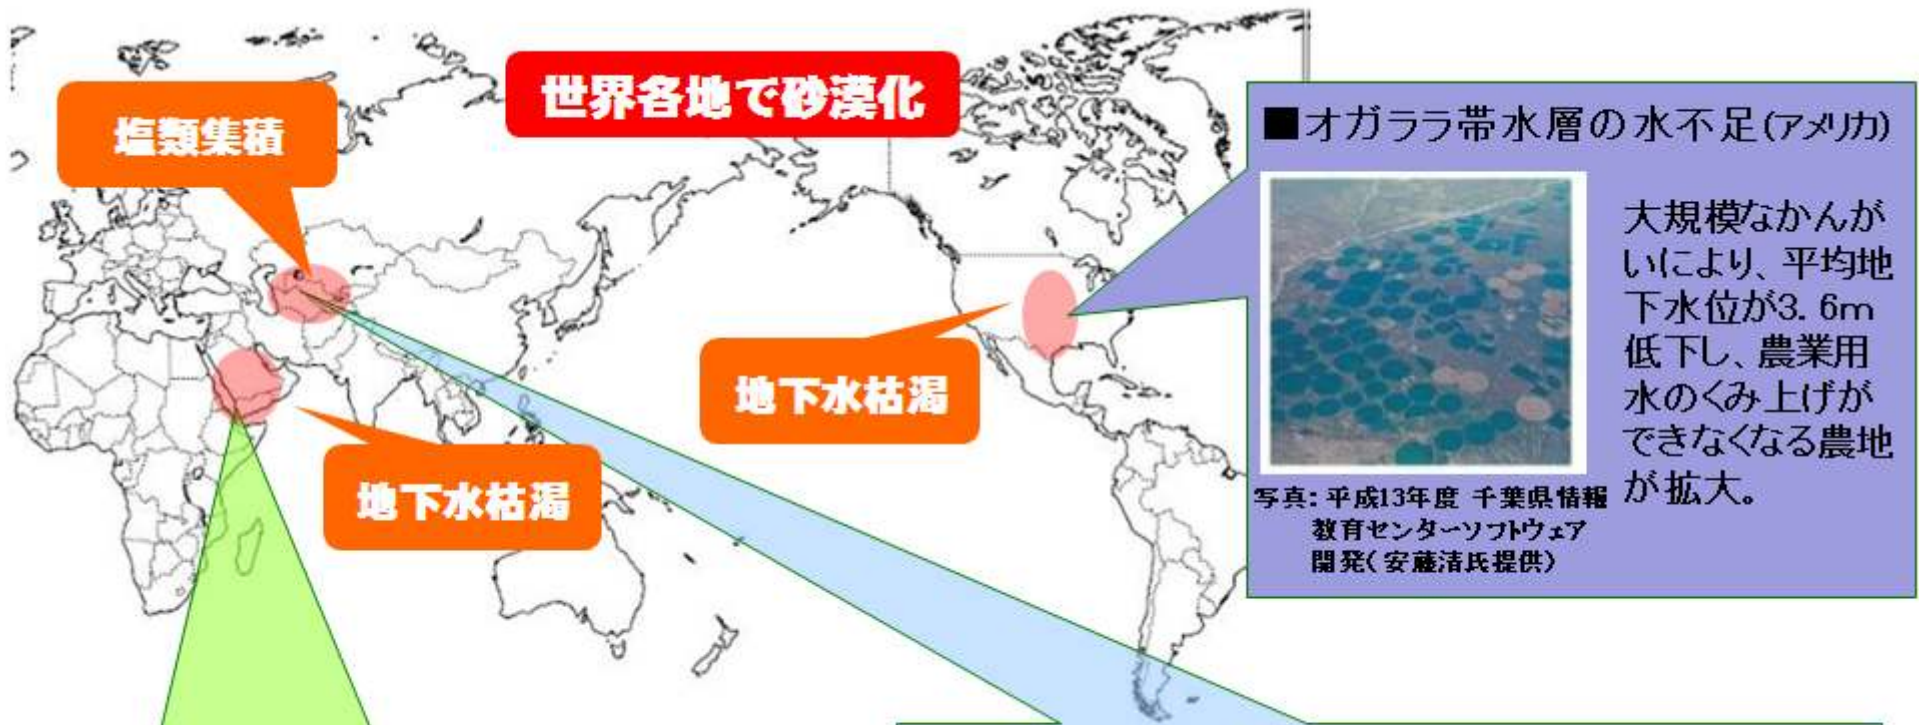 世界各地で砂漠化
塩類集積
地下水枯渇
地下水枯渇
■オガララ帯水層の水不足(アメリカ)
大規模なかんが
いにより、平均地
下水位が3.6m
低下し、農業用
水のくみ上げが
できなくなる農地
が拡大。
写真:平成13年度 千葉県情報
教育センターソフトウェア
開発(安藤清氏提供)